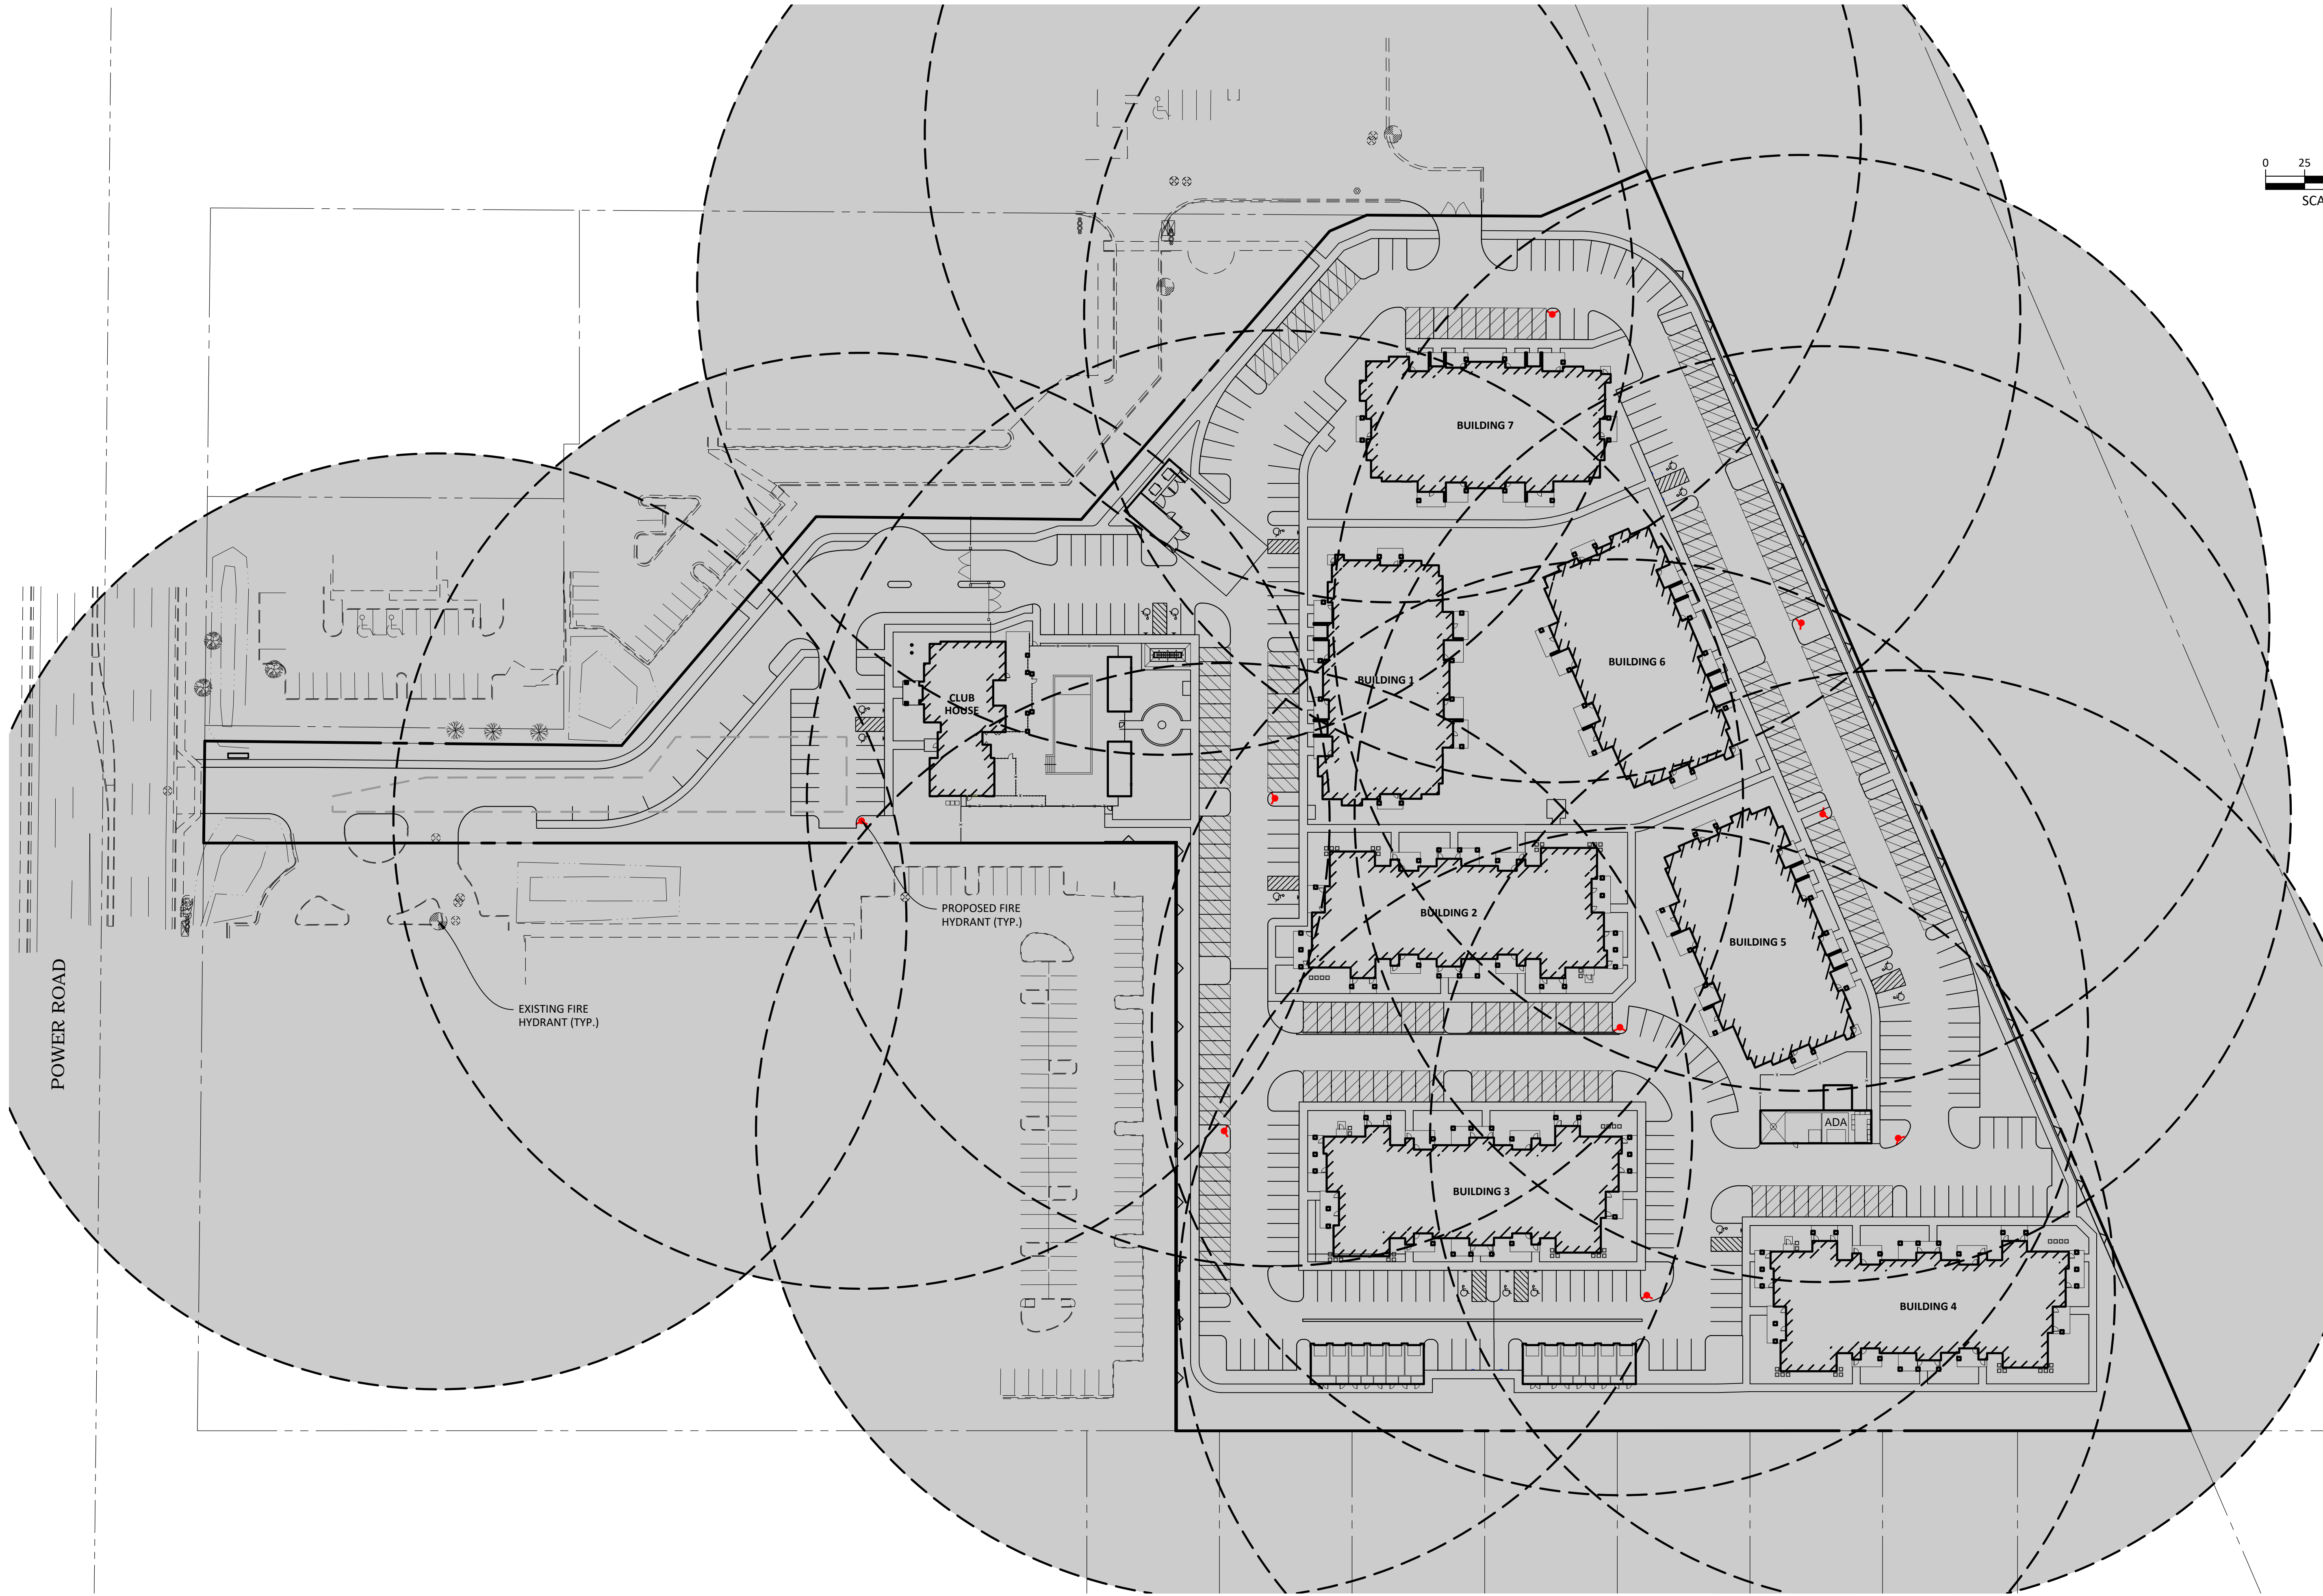 0 25
SCA
BUILDING 7
BUILDING 6
BUILDING 1
CLUB
HOUSE
PROPOSED FIRE
HYDRANT (TYP.)
BUILDING 2
BUILDING 5
EXISTING FIRE
HYDRANT (TYP.)
POWER ROAD
ADA
BUILDING 3
BUILDING 4